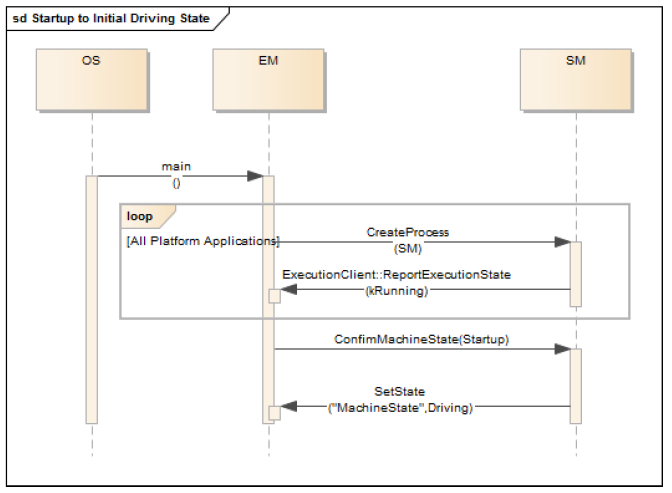 sd Startup to Initial Driving State
OS
EM
SM
main
()
loop
[All Platform Applications]
CreateProcess
(SM)
ExecutionClient::ReportExecutionState
(kRunning)
ConfimMachineState(Startup)
SetState
("MachineState",Driving)